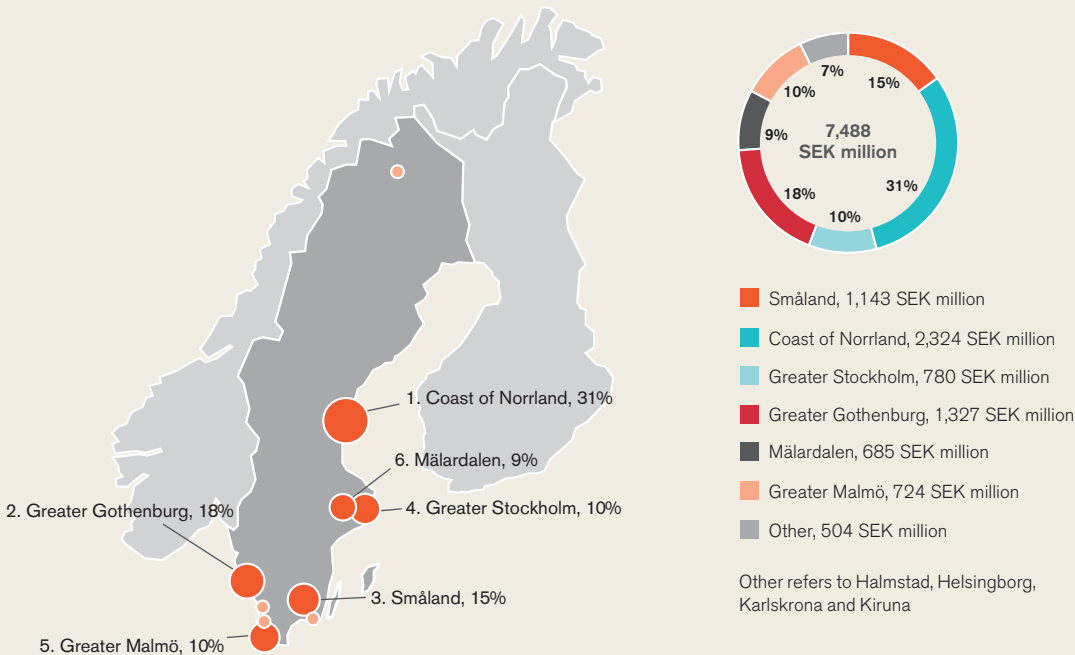 1. Coast of Norrland, 31%
6. Mälardalen, 9%
2. Greater Gothenburg, 18%
4. Greater Stockholm, 10%
3. Småland, 15%
5. Greater Malmö, 10%
7%
15%
10%
9%
7,488
SEK million
18%
31%
10%
Småland, 1,143 SEK million
Coast of Norrland, 2,324 SEK million
Greater Stockholm, 780 SEK million
Greater Gothenburg, 1,327 SEK million
Mälardalen, 685 SEK million
Greater Malmö, 724 SEK million
Other, 504 SEK million
Other refers to Halmstad, Helsingborg,
Karlskrona and Kiruna